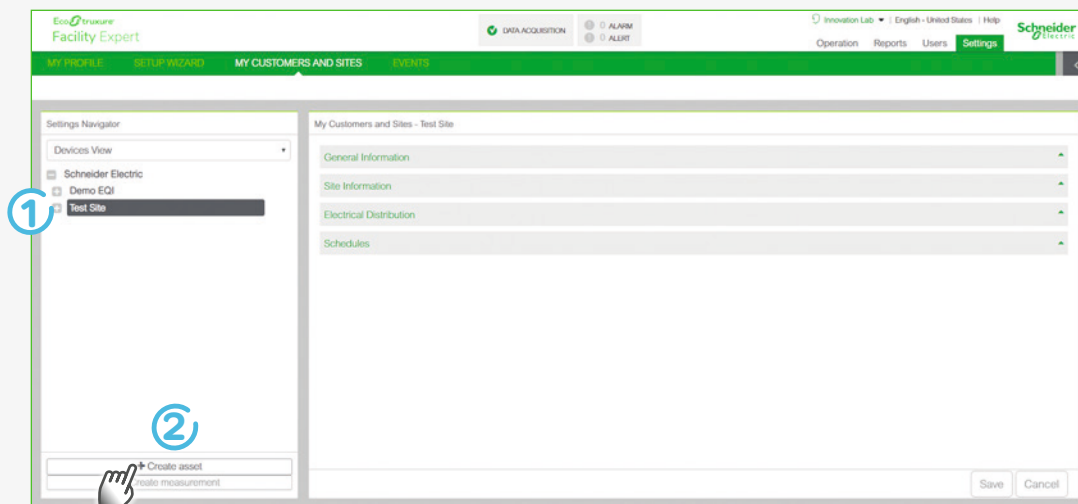 EcoStruxure
Facility Expert
DATA ACQUISITION
0 ALARM
0 ALERT
Innovation Lab | English - United States | Help
Operation Reports Users Settings
Schneider
Electric
MY PROFILE SETUP WIZARD MY CUSTOMERS AND SITES EVENTS
Settings Navigator
My Customers and Sites - Test Site
Devices View
General Information
Schneider Electric
Site Information
Demo EQI
1
Test Site
Electrical Distribution
Schedules
2
+ Create asset
Create measurement
Save Cancel